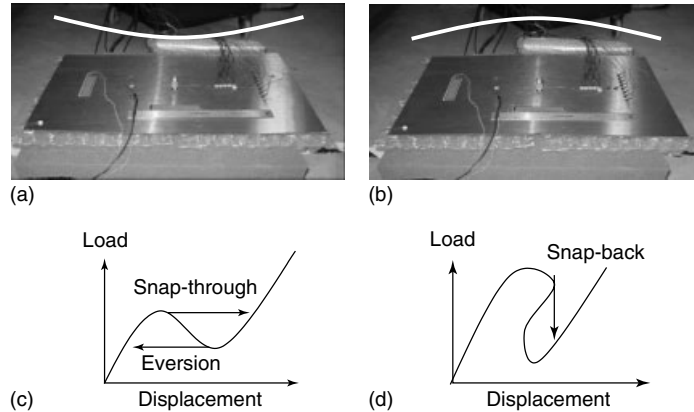 (a)
(b)
Load
Snap-through
Eversion
(c)
Displacement
Load
Snap-back
(d)
Displacement